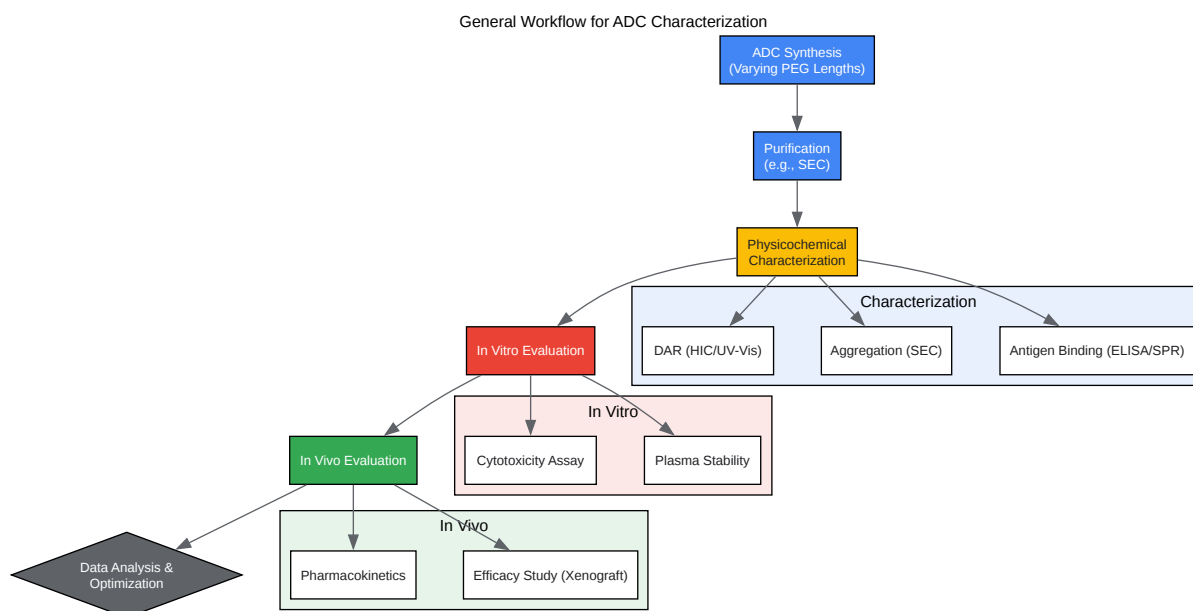 General Workflow for ADC Characterization
ADC Synthesis
(Varying PEG Lengths)
Purification
(e.g., SEC)
Physicochemical
Characterization
Characterization
DAR (HIC/UV-Vis)
Aggregation (SEC)
Antigen Binding (ELISA/SPR)
In Vitro Evaluation
In Vitro
Cytotoxicity Assay
Plasma Stability
In Vivo Evaluation
In Vivo
Pharmacokinetics
Efficacy Study (Xenograft)
Data Analysis &
Optimization